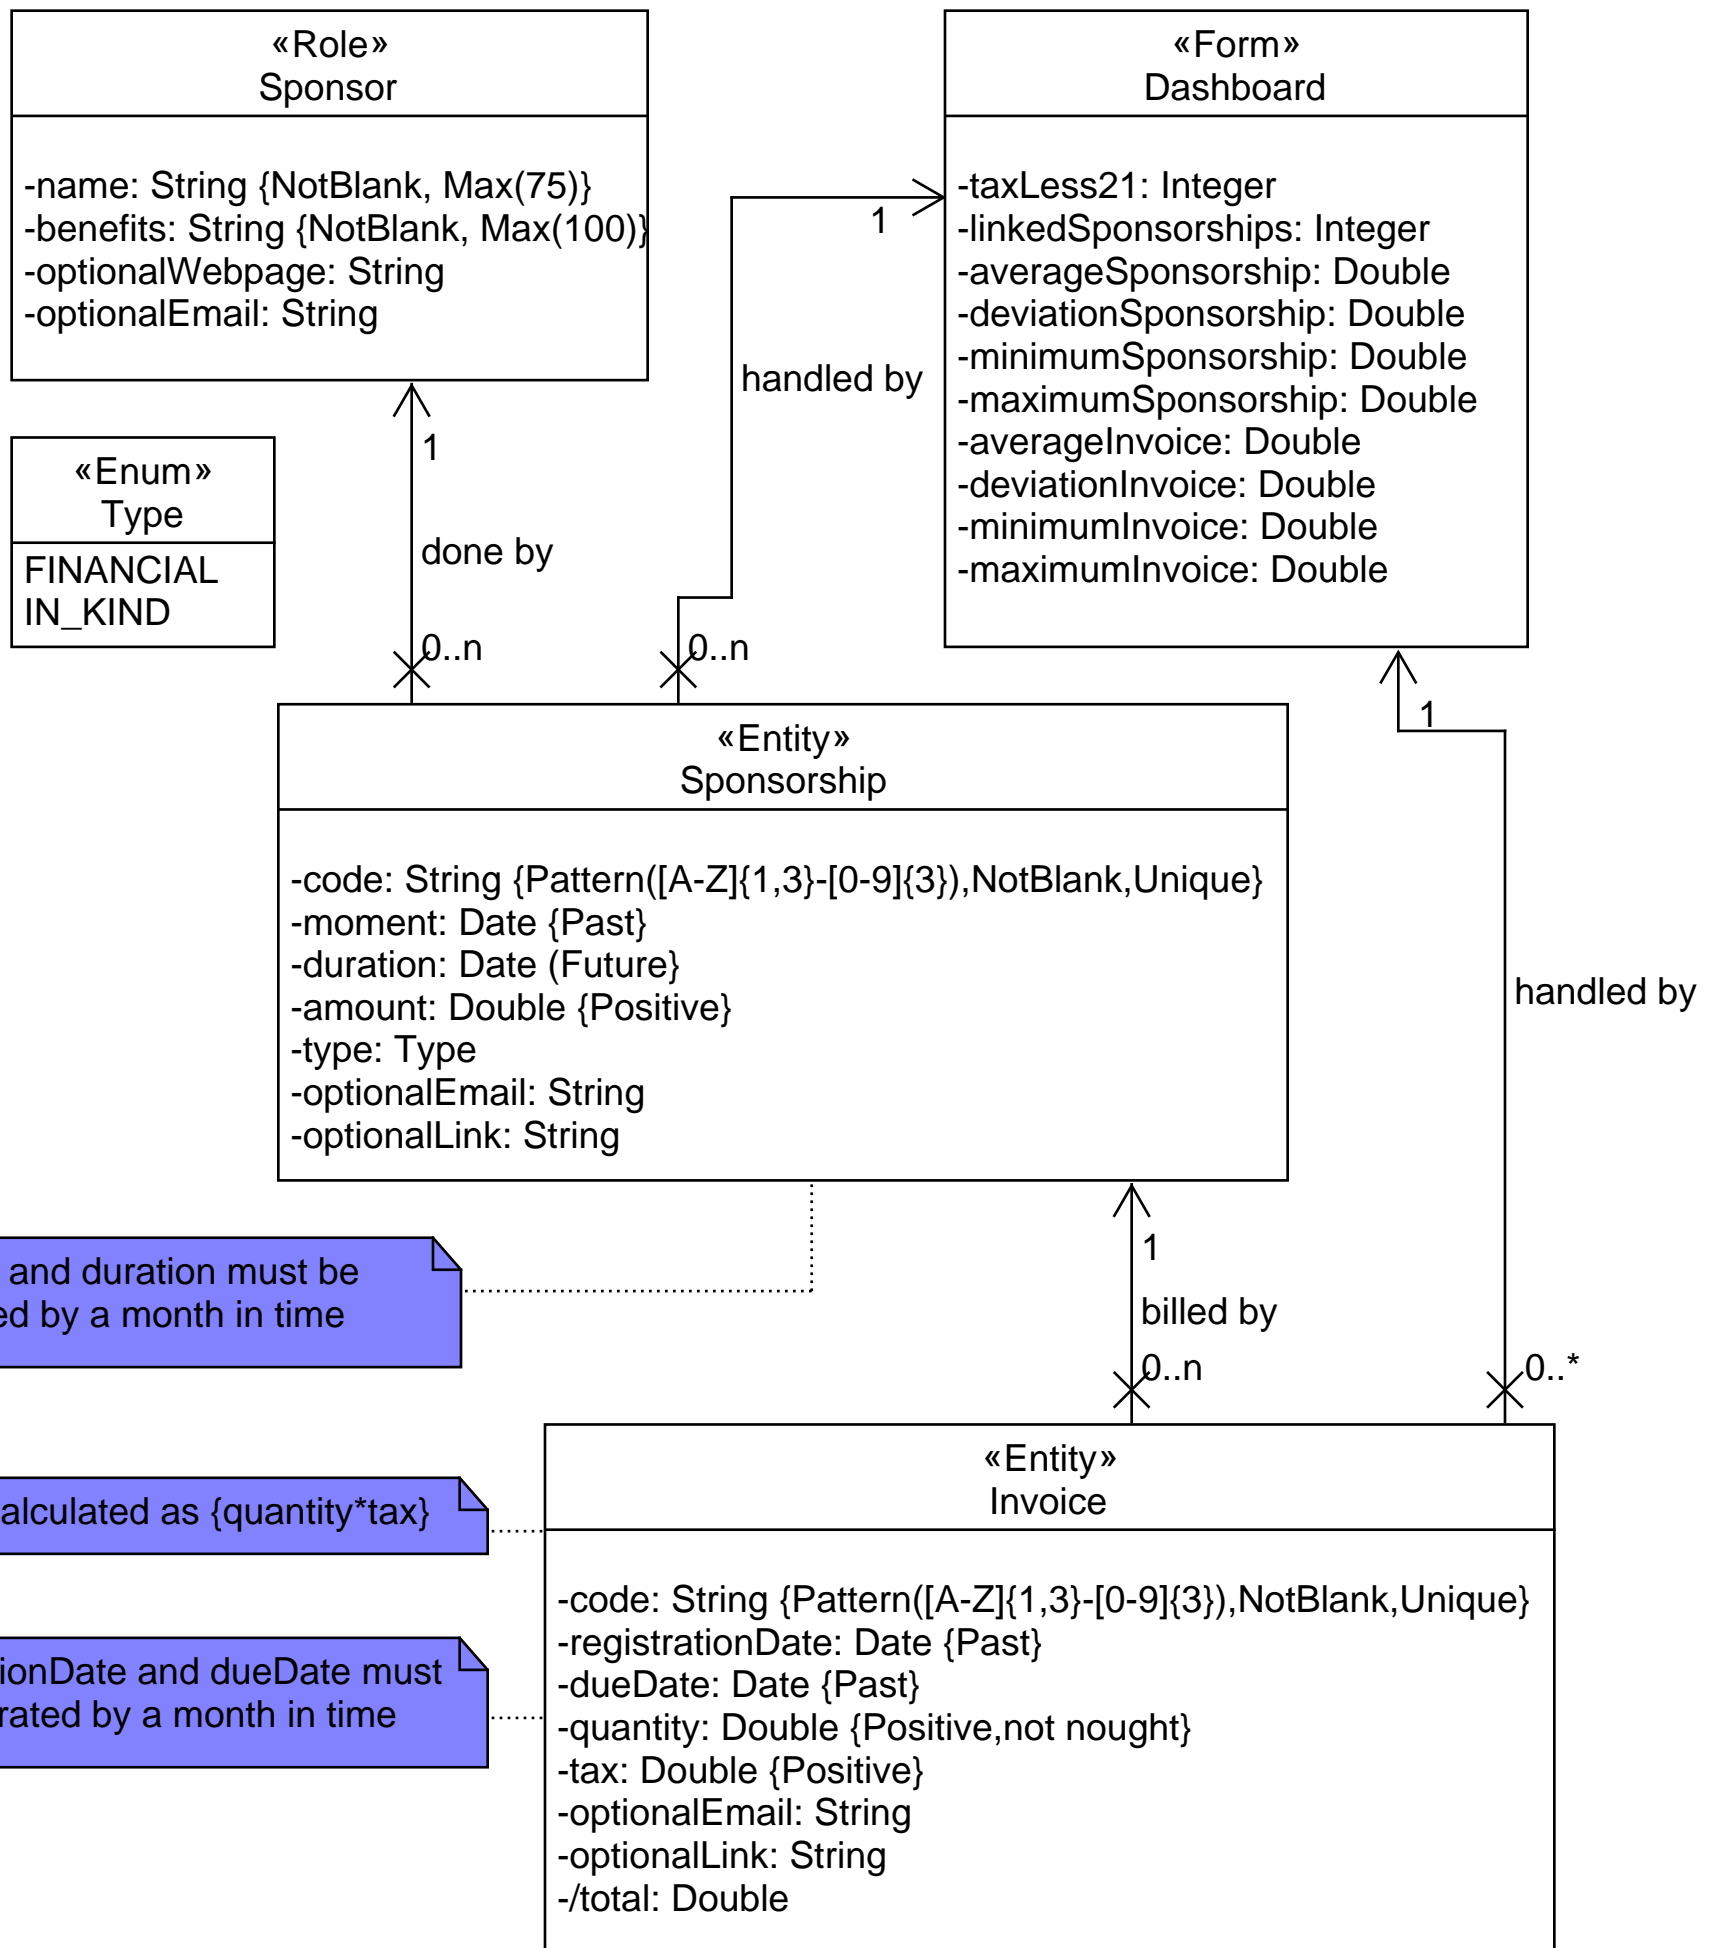 «Role»
Sponsor
-name: String {NotBlank, Max(75)}
-benefits: String {NotBlank, Max(100)}
-optionalWebpage: String
-optionalEmail: String
«Form»
Dashboard
-taxLess21: Integer
-linkedSponsorships: Integer
-averageSponsorship: Double
-deviationSponsorship: Double
-minimumSponsorship: Double
-maximumSponsorship: Double
-averageInvoice: Double
-deviationInvoice: Double
-minimumInvoice: Double
-maximumInvoice: Double
1
handled by
0..n
«Enum»
Type
FINANCIAL
IN_KIND
1
done by
0..n
«Entity»
Sponsorship
-code: String {Pattern([A-Z]{1,3}-[0-9]{3}),NotBlank,Unique}
-moment: Date {Past}
-duration: Date (Future}
-amount: Double {Positive}
-type: Type
-optionalEmail: String
-optionalLink: String
1
handled by
0..*
and duration must be
ed by a month in time
1
billed by
0..n
alculated as {quantity*tax}
ionDate and dueDate must
rated by a month in time
«Entity»
Invoice
-code: String {Pattern([A-Z]{1,3}-[0-9]{3}),NotBlank,Unique}
-registrationDate: Date {Past}
-dueDate: Date {Past}
-quantity: Double {Positive,not nought}
-tax: Double {Positive}
-optionalEmail: String
-optionalLink: String
-/total: Double